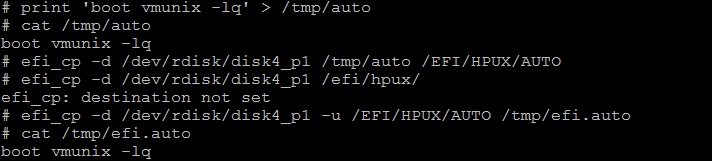 # print 'boot vmunix -lq' > /tmp/auto
# cat /tmp/auto
boot vmunix -lq
# efi_cp -d /dev/rdisk/disk4_p1 /tmp/auto /EFI/HPUX/AUTO
# efi_cp -d /dev/rdisk/disk4_p1 /efi/hpux/
efi_cp: destination not set
# efi_cp -d /dev/rdisk/disk4_p1 -u /EFI/HPUX/AUTO /tmp/efi.auto
# cat /tmp/efi.auto
boot vmunix -lq